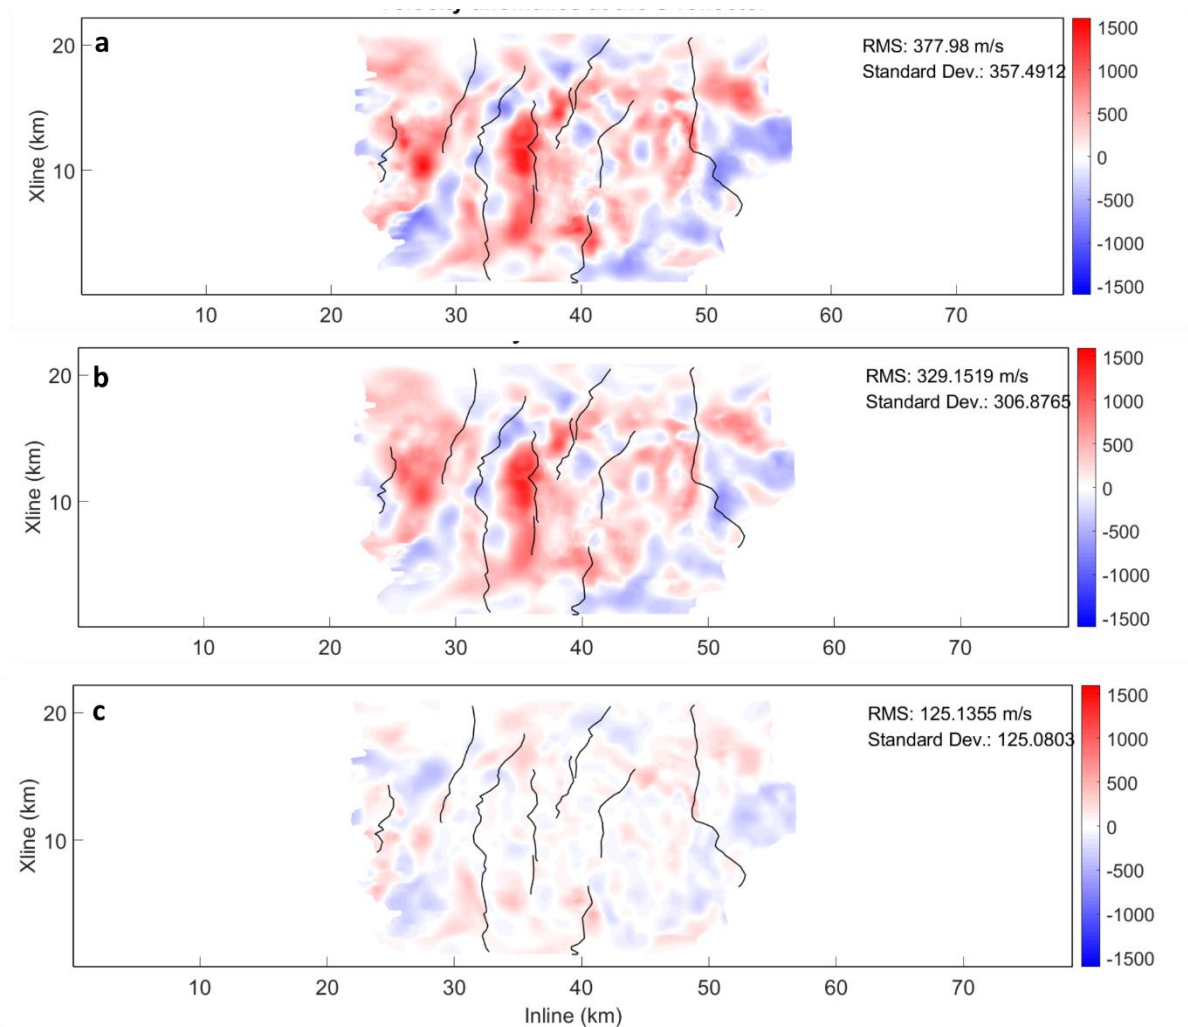 a
RMS: 377.98 m/s
Standard Dev.: 357.4912
20
10
Xline (km)
10 20 30 40 50 60 70
1500
1000
500
0
-500
-1000
-1500
b
RMS: 329.1519 m/s
Standard Dev.: 306.8765
20
10
Xline (km)
10 20 30 40 50 60 70
1500
1000
500
0
-500
-1000
-1500
c
RMS: 125.1355 m/s
Standard Dev.: 125.0803
20
10
Xline (km)
10 20 30 40 50 60 70
Inline (km)
1500
1000
500
0
-500
-1000
-1500